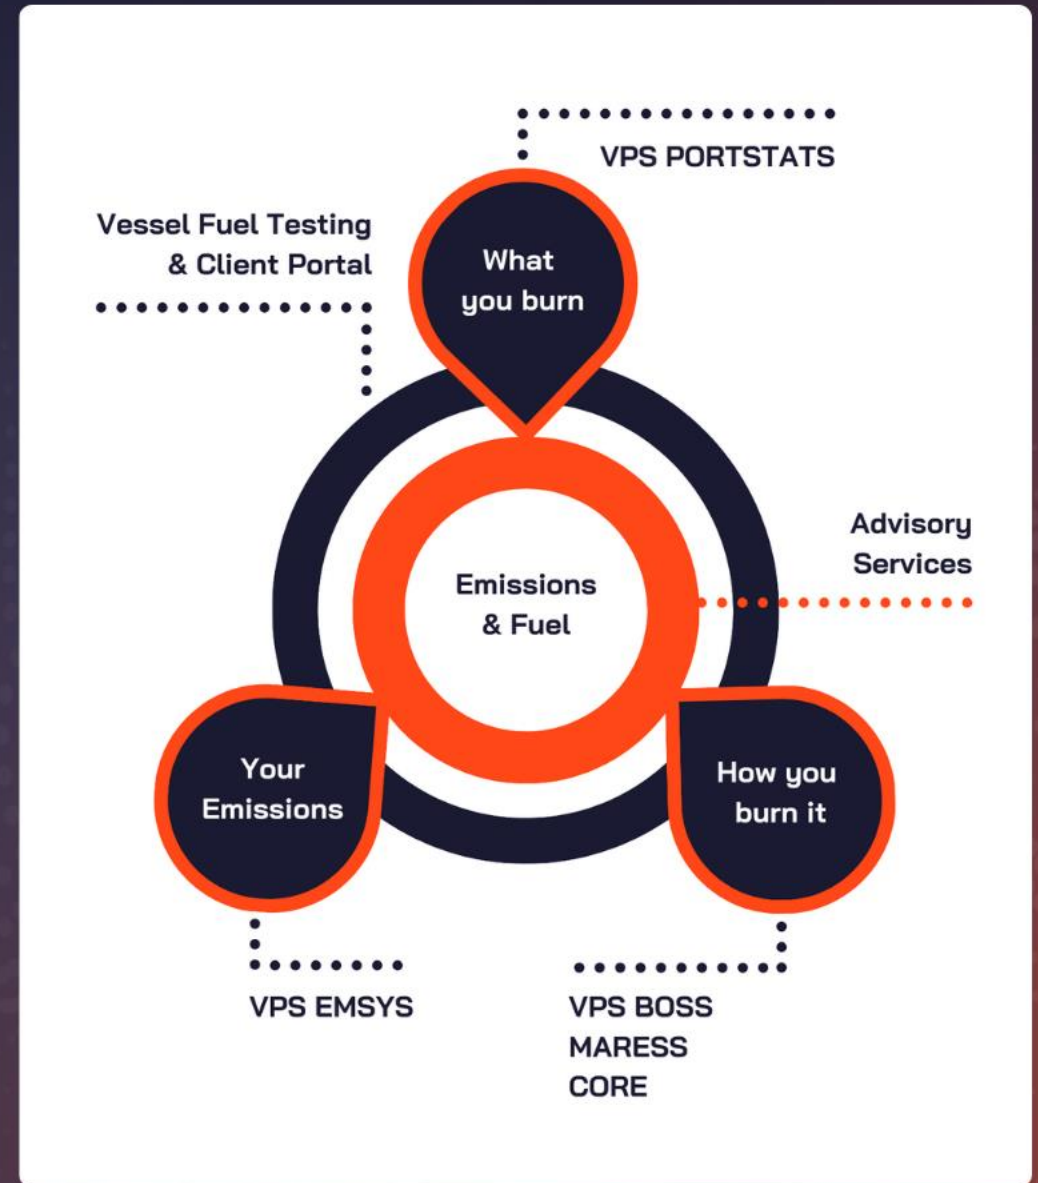 VPS PORTSTATS
Vessel Fuel Testing
& Client Portal
What
you burn
Advisory
Services
Emissions
& Fuel
Your
Emissions
How you
burn it
VPS EMSYS
VPS BOSS
MARESS
CORE